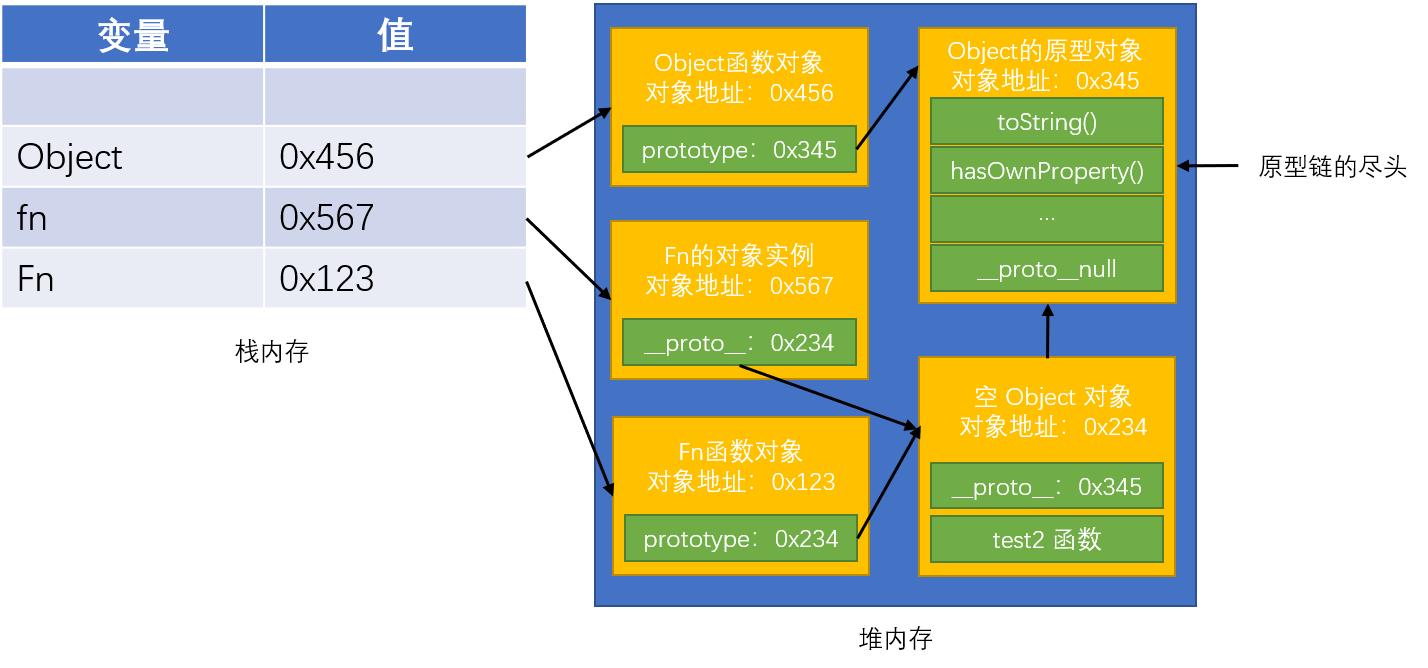 变量
值
Object
0x456
fn
0x567
Fn
0x123
栈内存
Object函数对象
对象地址：0x456
prototype：0x345
Fn的对象实例
对象地址：0x567
__proto__：0x234
Fn函数对象
对象地址：0x123
prototype：0x234
Object的原型对象
对象地址：0x345
toString()
hasOwnProperty()
...
__proto__null
空 Object 对象
对象地址：0x234
__proto__：0x345
test2 函数
原型链的尽头
堆内存